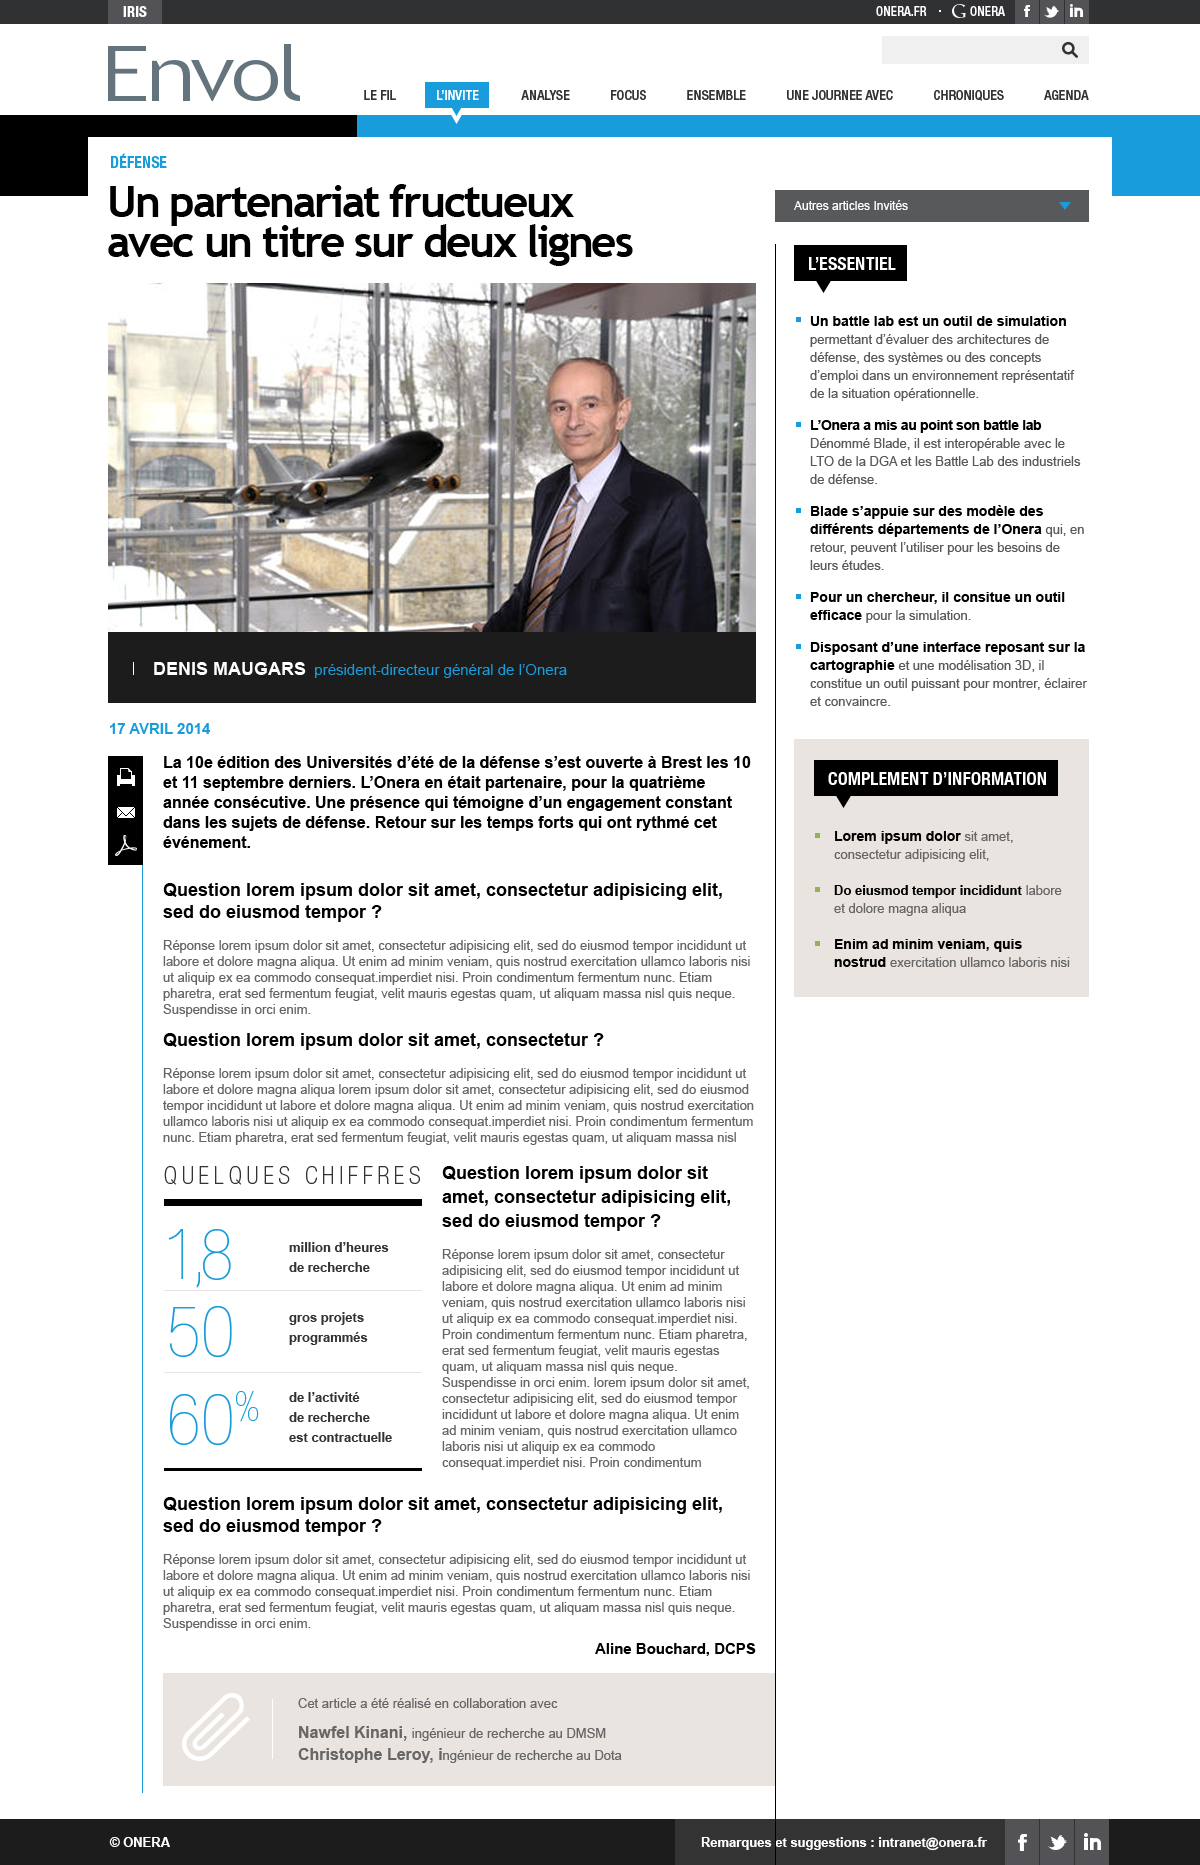 IRIS
ONERA.FR · G ONERA
Envol
LE FIL L'INVITE ANALYSE FOCUS ENSEMBLE UNE JOURNEE AVEC CHRONIQUES AGENDA
DÉFENSE
Un partenariat fructueux
avec un titre sur deux lignes
DENIS MAUGARS président-directeur général de l'Onera
17 AVRIL 2014
La 10e édition des Universités d'été de la défense s'est ouverte à Brest les 10
et 11 septembre derniers. L'Onera en était partenaire, pour la quatrième
année consécutive. Une présence qui témoigne d'un engagement constant
dans les sujets de défense. Retour sur les temps forts qui ont rythmé cet
événement.
Question lorem ipsum dolor sit amet, consectetur adipisicing elit,
sed do eiusmod tempor ?
Réponse lorem ipsum dolor sit amet, consectetur adipisicing elit, sed do eiusmod tempor incididunt ut
labore et dolore magna aliqua. Ut enim ad minim veniam, quis nostrud exercitation ullamco laboris nisi
ut aliquip ex ea commodo consequat.imperdiet nisi. Proin condimentum fermentum nunc. Etiam
pharetra, erat sed fermentum feugiat, velit mauris egestas quam, ut aliquam massa nisl quis neque.
Suspendisse in orci enim.
Question lorem ipsum dolor sit amet, consectetur ?
Réponse lorem ipsum dolor sit amet, consectetur adipisicing elit, sed do eiusmod tempor incididunt ut
labore et dolore magna aliqua lorem ipsum dolor sit amet, consectetur adipisicing elit, sed do eiusmod
tempor incididunt ut labore et dolore magna aliqua. Ut enim ad minim veniam, quis nostrud exercitation
ullamco laboris nisi ut aliquip ex ea commodo consequat.imperdiet nisi. Proin condimentum fermentum
nunc. Etiam pharetra, erat sed fermentum feugiat, velit mauris egestas quam, ut aliquam massa nisl
QUELQUES CHIFFRES
1,8
million d'heures
de recherche
50
gros projets
programmés
60%
de l'activité
de recherche
est contractuelle
Question lorem ipsum dolor sit
amet, consectetur adipisicing elit,
sed do eiusmod tempor ?
Réponse lorem ipsum dolor sit amet, consectetur
adipisicing elit, sed do eiusmod tempor incididunt ut
labore et dolore magna aliqua. Ut enim ad minim
veniam, quis nostrud exercitation ullamco laboris nisi
ut aliquip ex ea commodo consequat.imperdiet nisi.
Proin condimentum fermentum nunc. Etiam pharetra,
erat sed fermentum feugiat, velit mauris egestas
quam, ut aliquam massa nisl quis neque.
Suspendisse in orci enim. lorem ipsum dolor sit amet,
consectetur adipisicing elit, sed do eiusmod tempor
incididunt ut labore et dolore magna aliqua. Ut enim
ad minim veniam, quis nostrud exercitation ullamco
laboris nisi ut aliquip ex ea commodo
consequat.imperdiet nisi. Proin condimentum
Question lorem ipsum dolor sit amet, consectetur adipisicing elit,
sed do eiusmod tempor ?
Réponse lorem ipsum dolor sit amet, consectetur adipisicing elit, sed do eiusmod tempor incididunt ut
labore et dolore magna aliqua. Ut enim ad minim veniam, quis nostrud exercitation ullamco laboris nisi
ut aliquip ex ea commodo consequat.imperdiet nisi. Proin condimentum fermentum nunc. Etiam
pharetra, erat sed fermentum feugiat, velit mauris egestas quam, ut aliquam massa nisl quis neque.
Suspendisse in orci enim.
Aline Bouchard, DCPS
Cet article a été réalisé en collaboration avec
Nawfel Kinani, ingénieur de recherche au DMSM
Christophe Leroy, ingénieur de recherche au Dota
Autres articles Invités
L'ESSENTIEL
Un battle lab est un outil de simulation
permettant d'évaluer des architectures de
défense, des systèmes ou des concepts
d'emploi dans un environnement représentatif
de la situation opérationnelle.
L'Onera a mis au point son battle lab
Dénommé Blade, il est interopérable avec le
LTO de la DGA et les Battle Lab des industriels
de défense.
Blade s'appuie sur des modèle des
différents départements de l'Onera qui, en
retour, peuvent l'utiliser pour les besoins de
leurs études.
Pour un chercheur, il consitue un outil
efficace pour la simulation.
Disposant d'une interface reposant sur la
cartographie et une modélisation 3D, il
constitue un outil puissant pour montrer, éclairer
et convaincre.
COMPLEMENT D'INFORMATION
Lorem ipsum dolor sit amet,
consectetur adipisicing elit,
Do eiusmod tempor incididunt labore
et dolore magna aliqua
Enim ad minim veniam, quis
nostrud exercitation ullamco laboris nisi
© ONERA
Remarques et suggestions : intranet@onera.fr